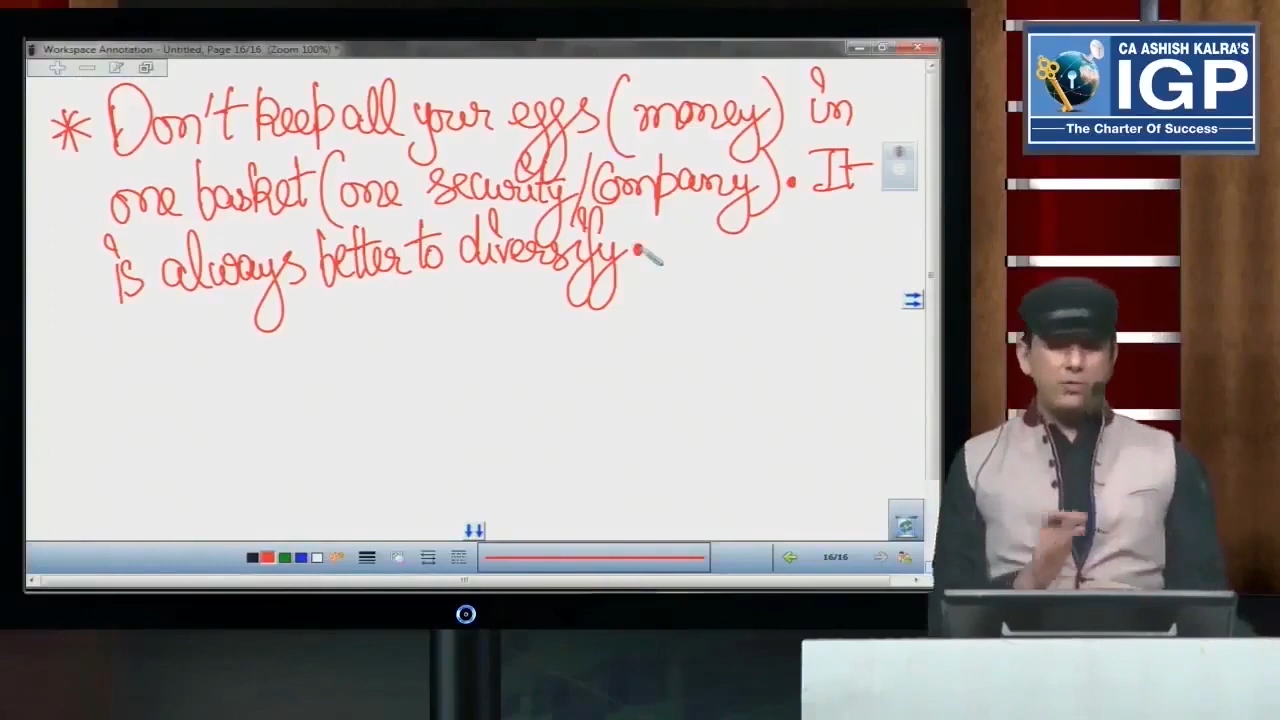 Workspace Annotation - Untitled, Page 16/16 (Zoom 100%) *
* Don't keep all your eggs (money) in
one basket (one security/Company). It
is always better to diversify.
16/16
CA ASHISH KALRA'S
IGP
The Charter Of Success